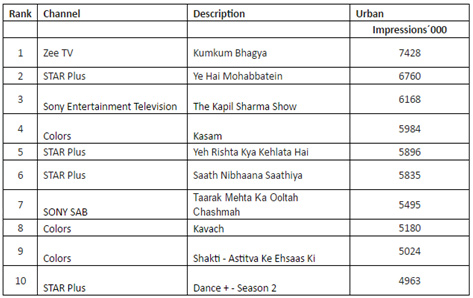 Rank Channel Description Urban
Impressions´000
1 Zee TV Kumkum Bhagya 7428
2 STAR Plus Ye Hai Mohabbatein 6760
3 Sony Entertainment Television The Kapil Sharma Show 6168
4 Colors Kasam 5984
5 STAR Plus Yeh Rishta Kya Kehlata Hai 5896
6 STAR Plus Saath Nibhaana Saathiya 5835
7 SONY SAB Taarak Mehta Ka Ooltah
Chashmah 5495
8 Colors Kavach 5180
9 Colors Shakti - Astitva Ke Ehsaas Ki 5024
10 STAR Plus Dance + - Season 2 4963